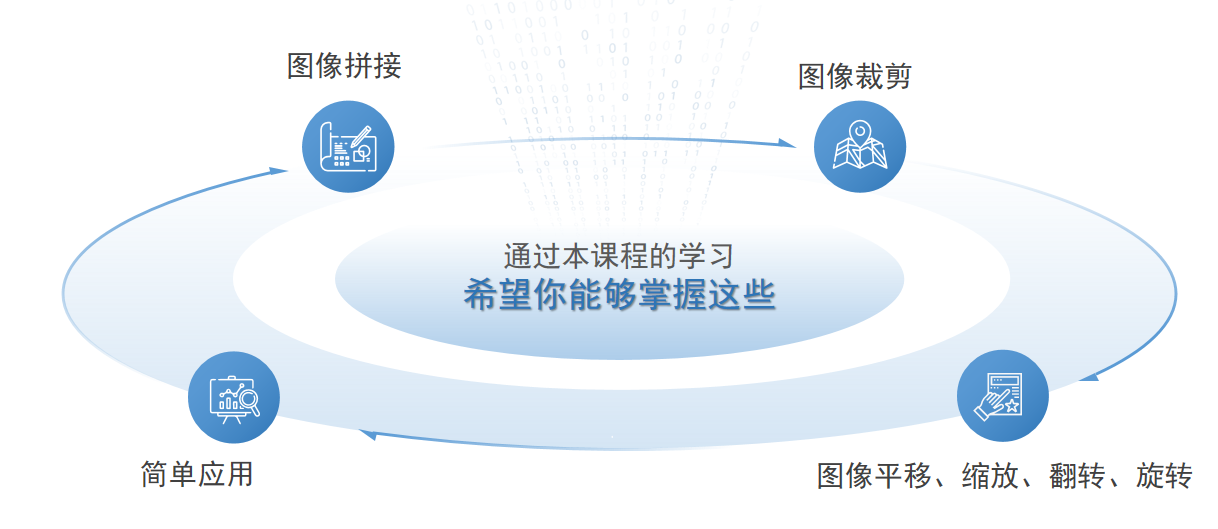 图像拼接
图像裁剪
通过本课程的学习
希望你能够掌握这些
简单应用
图像平移、缩放、翻转、旋转